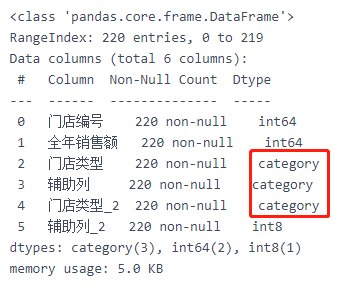 <class 'pandas.core.frame.DataFrame'>
RangeIndex: 220 entries, 0 to 219
Data columns (total 6 columns):
 #   Column  Non-Null Count  Dtype
---  ------  --------------  -----
 0   门店编号    220 non-null    int64
 1   全年销售额   220 non-null    int64
 2   门店类型    220 non-null    category
 3   辅助列     220 non-null    category
 4   门店类型_2  220 non-null    category
 5   辅助列_2   220 non-null    int8
dtypes: category(3), int64(2), int8(1)
memory usage: 5.0 KB